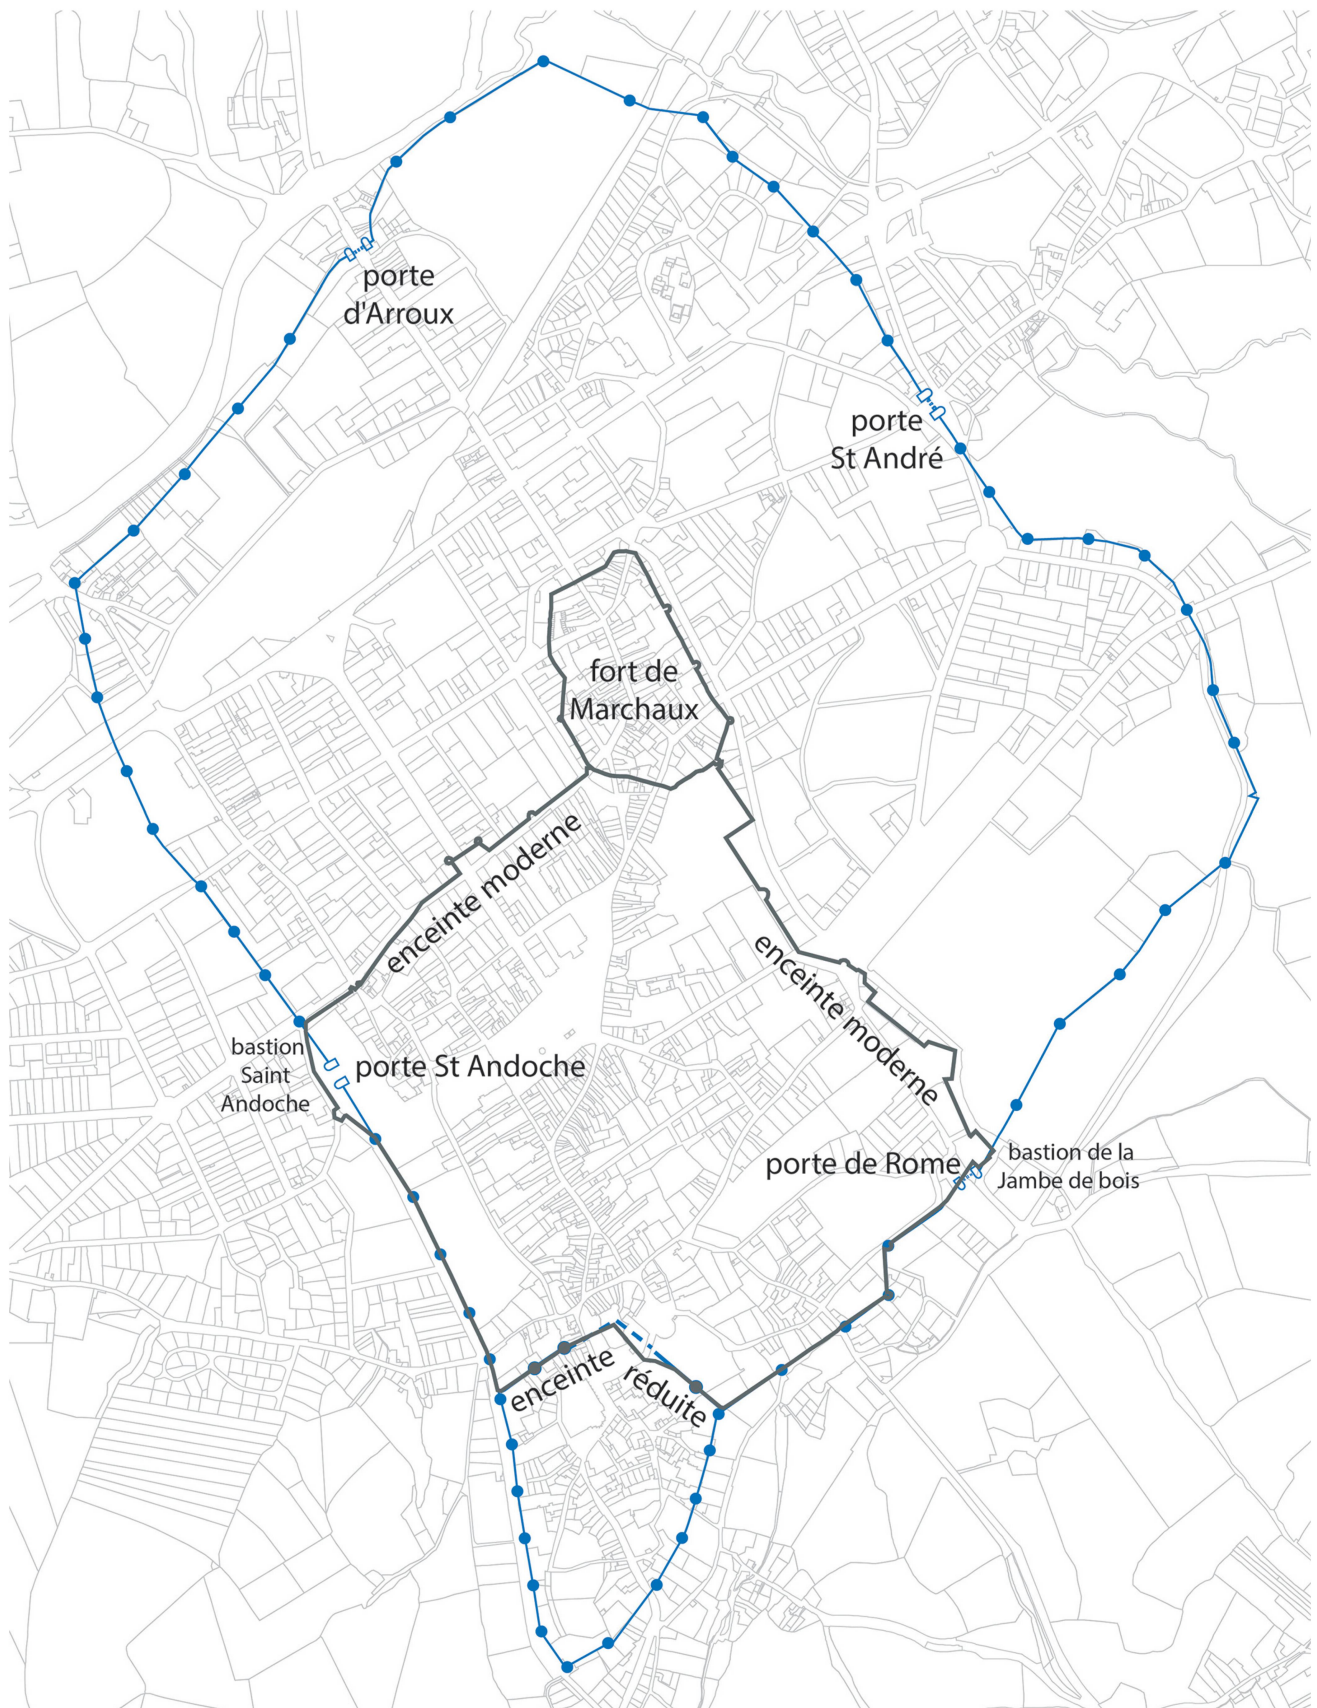 porte
d'Arroux
porte
St André
fort de
Marchaux
enceinte moderne
enceinte moderne
bastion
Saint
Andoche
porte St Andoche
porte de Rome
bastion de la
Jambe de bois
enceinte
réduite